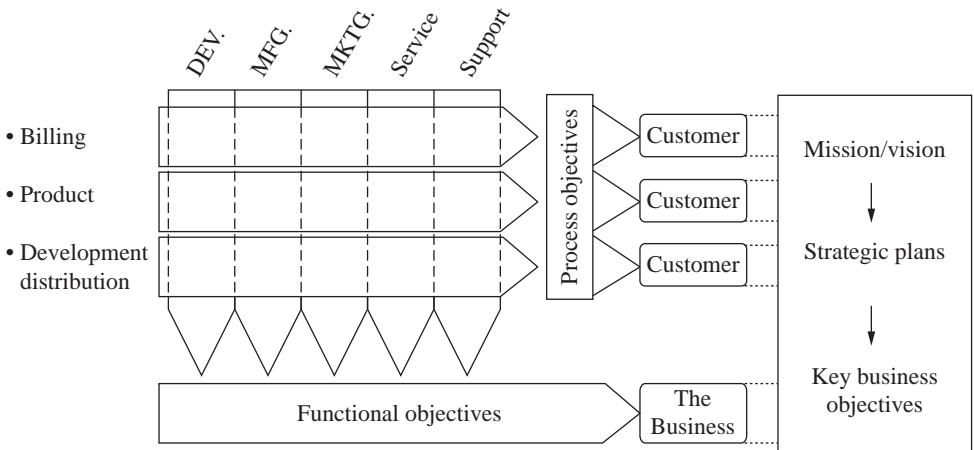 DEV.
MFG.
MKTG.
Service
Support
• Billing
• Product
• Development
distribution
Process objectives
Customer
Customer
Customer
Mission/vision
Strategic plans
Key business
objectives
Functional objectives
The
Business